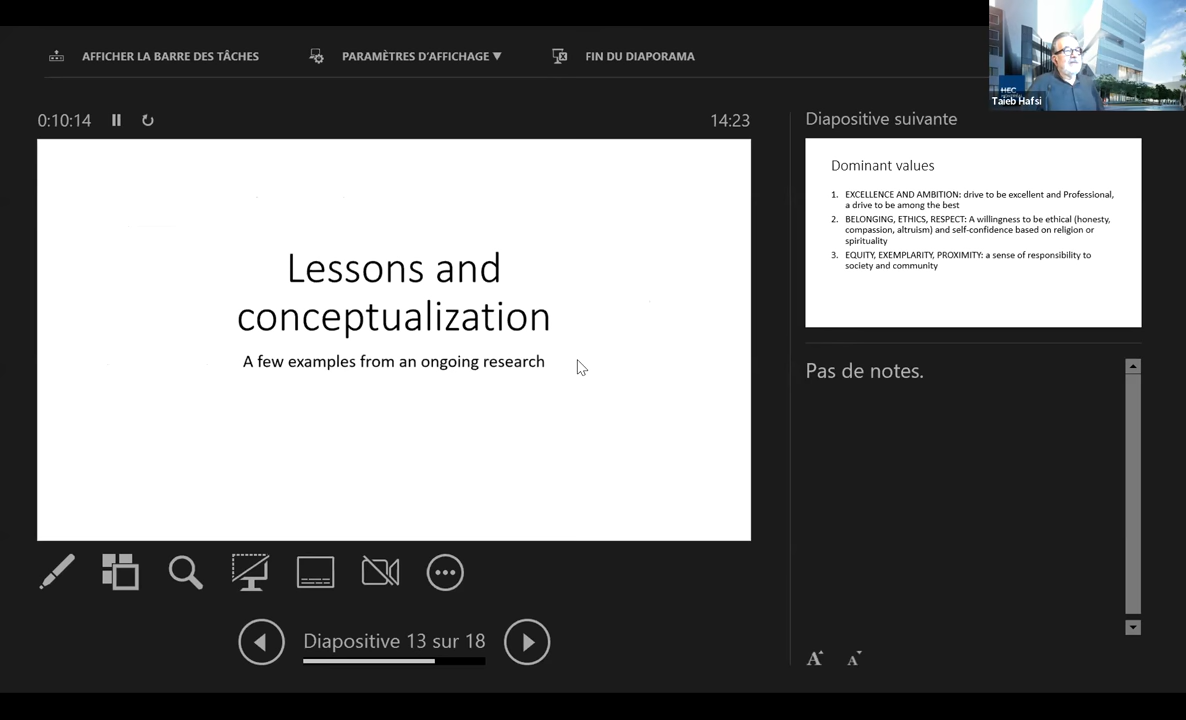 AFFICHER LA BARRE DES TÂCHES
PARAMÈTRES D'AFFICHAGE ▼
FIN DU DIAPORAMA
HEC
Taieb Hafsi
0:10:14
14:23
Lessons and
conceptualization
A few examples from an ongoing research
Diapositive 13 sur 18
Diapositive suivante
Dominant values
1. EXCELLENCE AND AMBITION: drive to be excellent and Professional,
a drive to be among the best
2. BELONGING, ETHICS, RESPECT: A willingness to be ethical (honesty,
compassion, altruism) and self-confidence based on religion or
spirituality
3. EQUITY, EXEMPLARITY, PROXIMITY: a sense of responsibility to
society and community
Pas de notes.
A A